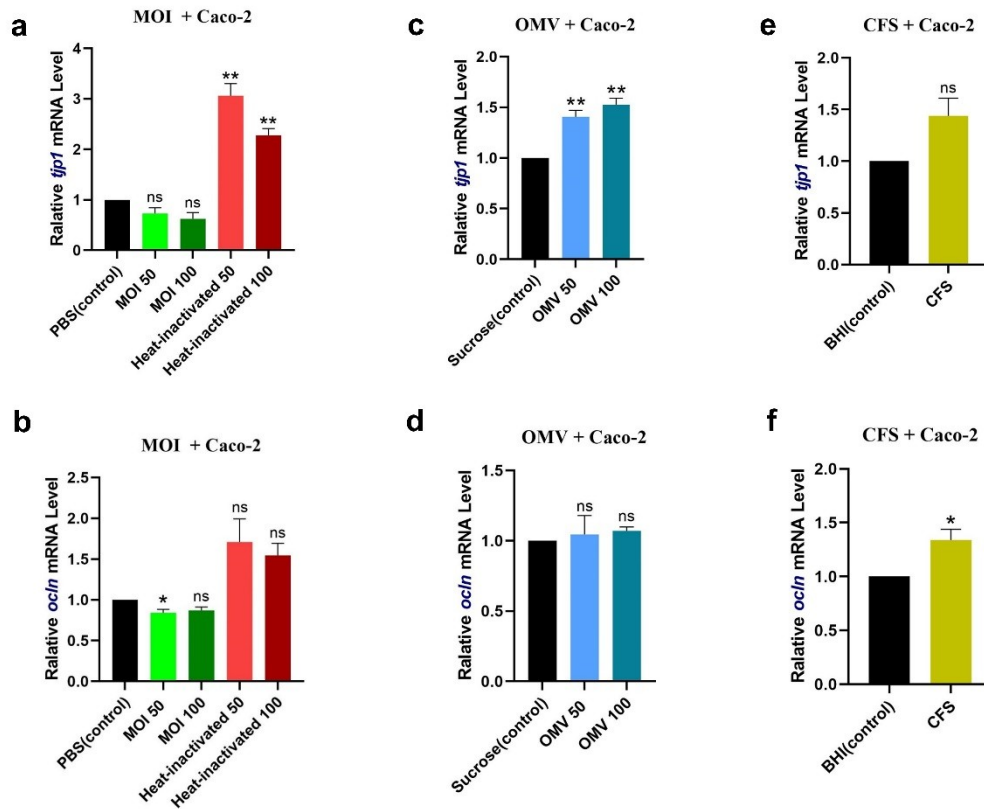 a
MOI + Caco-2
Ralative tjp1 mRNA Level
4
3
2
1
0
ns
ns
**
**
PBS(control)
MOI 50
MOI 100
Heat-inactivated 50
Heat-inactivated 100
c
OMV + Caco-2
Ralative tjp1 mRNA Level
2.0
1.5
1.0
0.5
0.0
**
**
Sucrose(control)
OMV 50
OMV 100
e
CFS + Caco-2
Ralative tjp1 mRNA Level
2.0
1.5
1.0
0.5
0.0
ns
BHI(control)
CFS
b
MOI + Caco-2
Ralative ocln mRNA Level
2.5
2.0
1.5
1.0
0.5
0.0
*
ns
ns
ns
PBS(control)
MOI 50
MOI 100
Heat-inactivated 50
Heat-inactivated 100
d
OMV + Caco-2
Ralative ocln mRNA Level
1.5
1.0
0.5
0.0
ns
ns
Sucrose(control)
OMV 50
OMV 100
f
CFS + Caco-2
Ralative ocln mRNA Level
2.0
1.5
1.0
0.5
0.0
*
BHI(control)
CFS